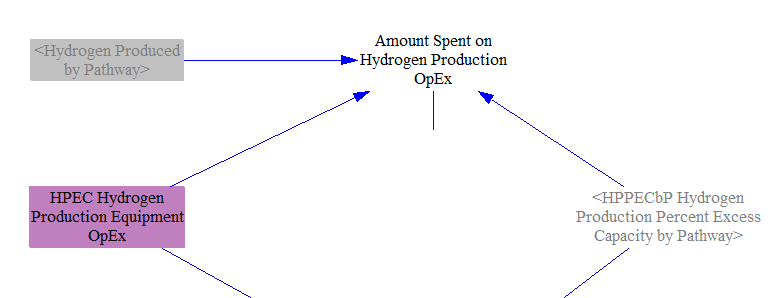 <Hydrogen Produced
by Pathway>
Amount Spent on
Hydrogen Production
OpEx
HPEC Hydrogen
Production Equipment
OpEx
<HPPECbP Hydrogen
Production Percent Excess
Capacity by Pathway>